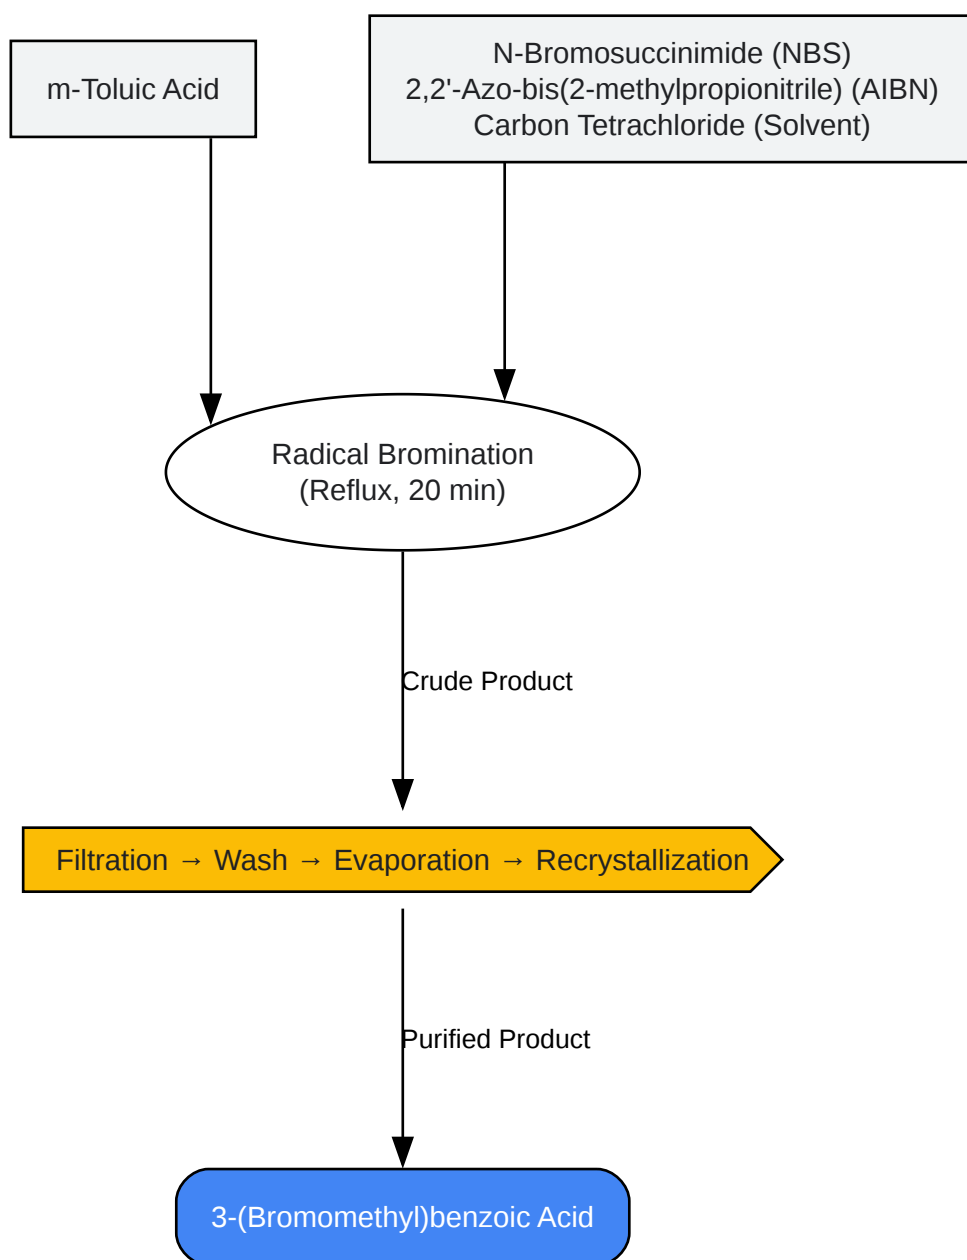 m-Toluic Acid
N-Bromosuccinimide (NBS)
2,2'-Azo-bis(2-methylpropionitrile) (AIBN)
Carbon Tetrachloride (Solvent)
Radical Bromination
(Reflux, 20 min)
Crude Product
Filtration → Wash → Evaporation → Recrystallization
Purified Product
3-(Bromomethyl)benzoic Acid